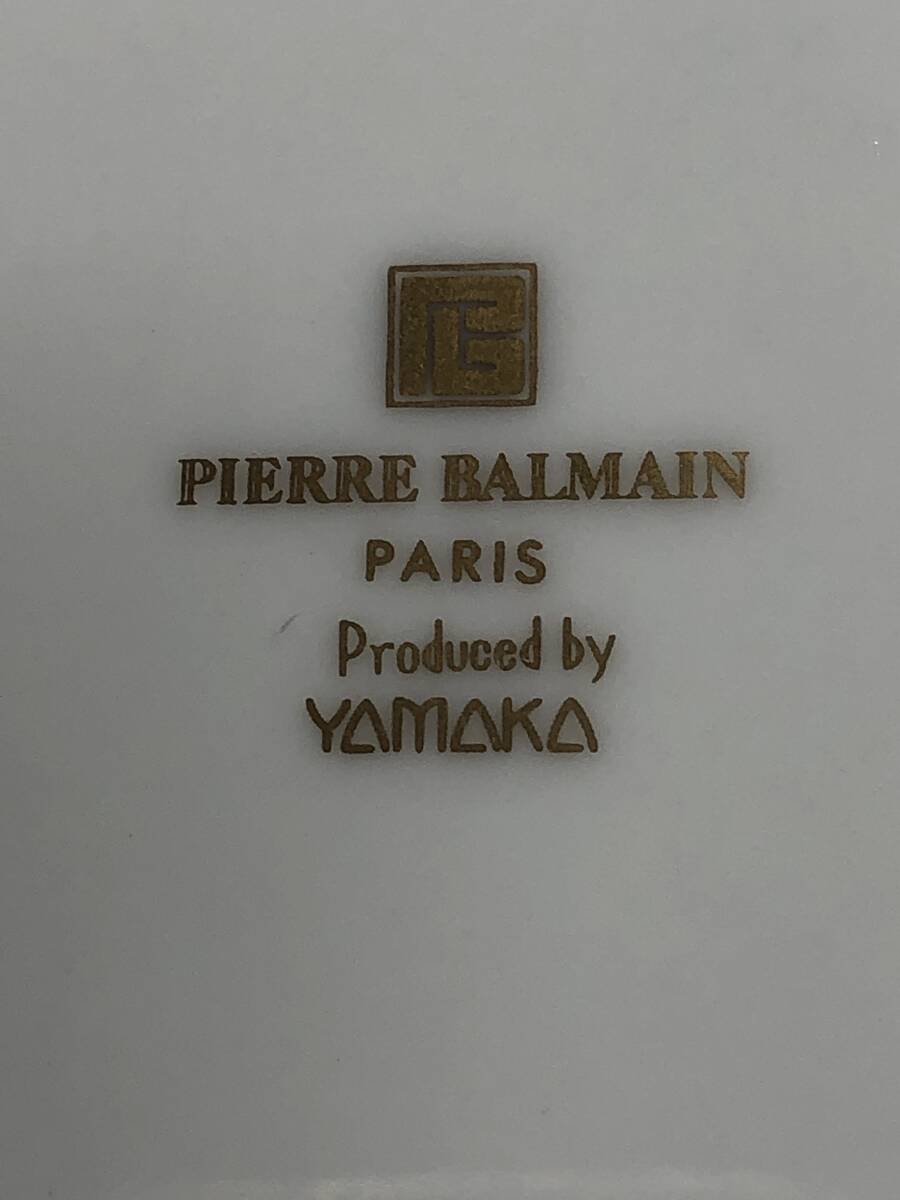 PIERRE BALMAIN
PARIS
Produced by
YAMAKA